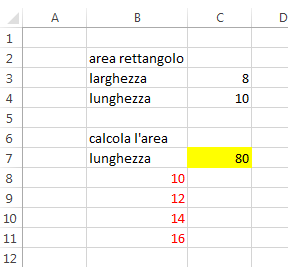 A B C D
1
2 area rettangolo
3 larghezza 8
4 lunghezza 10
5
6 calcola l'area
7 lunghezza 80
8 10
9 12
10 14
11 16
12